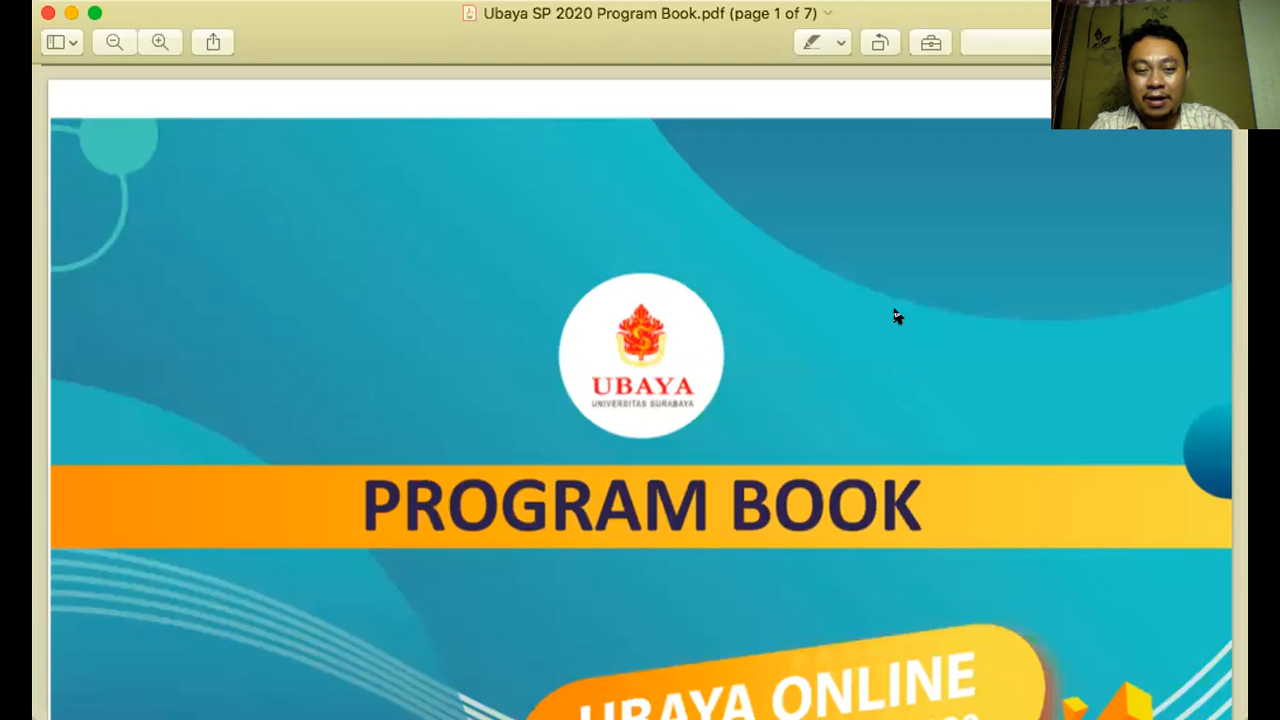 Ubaya SP 2020 Program Book.pdf (page 1 of 7)
UBAYA
UNIVERSITAS SURABAYA
PROGRAM BOOK
UBAYA ONLINE